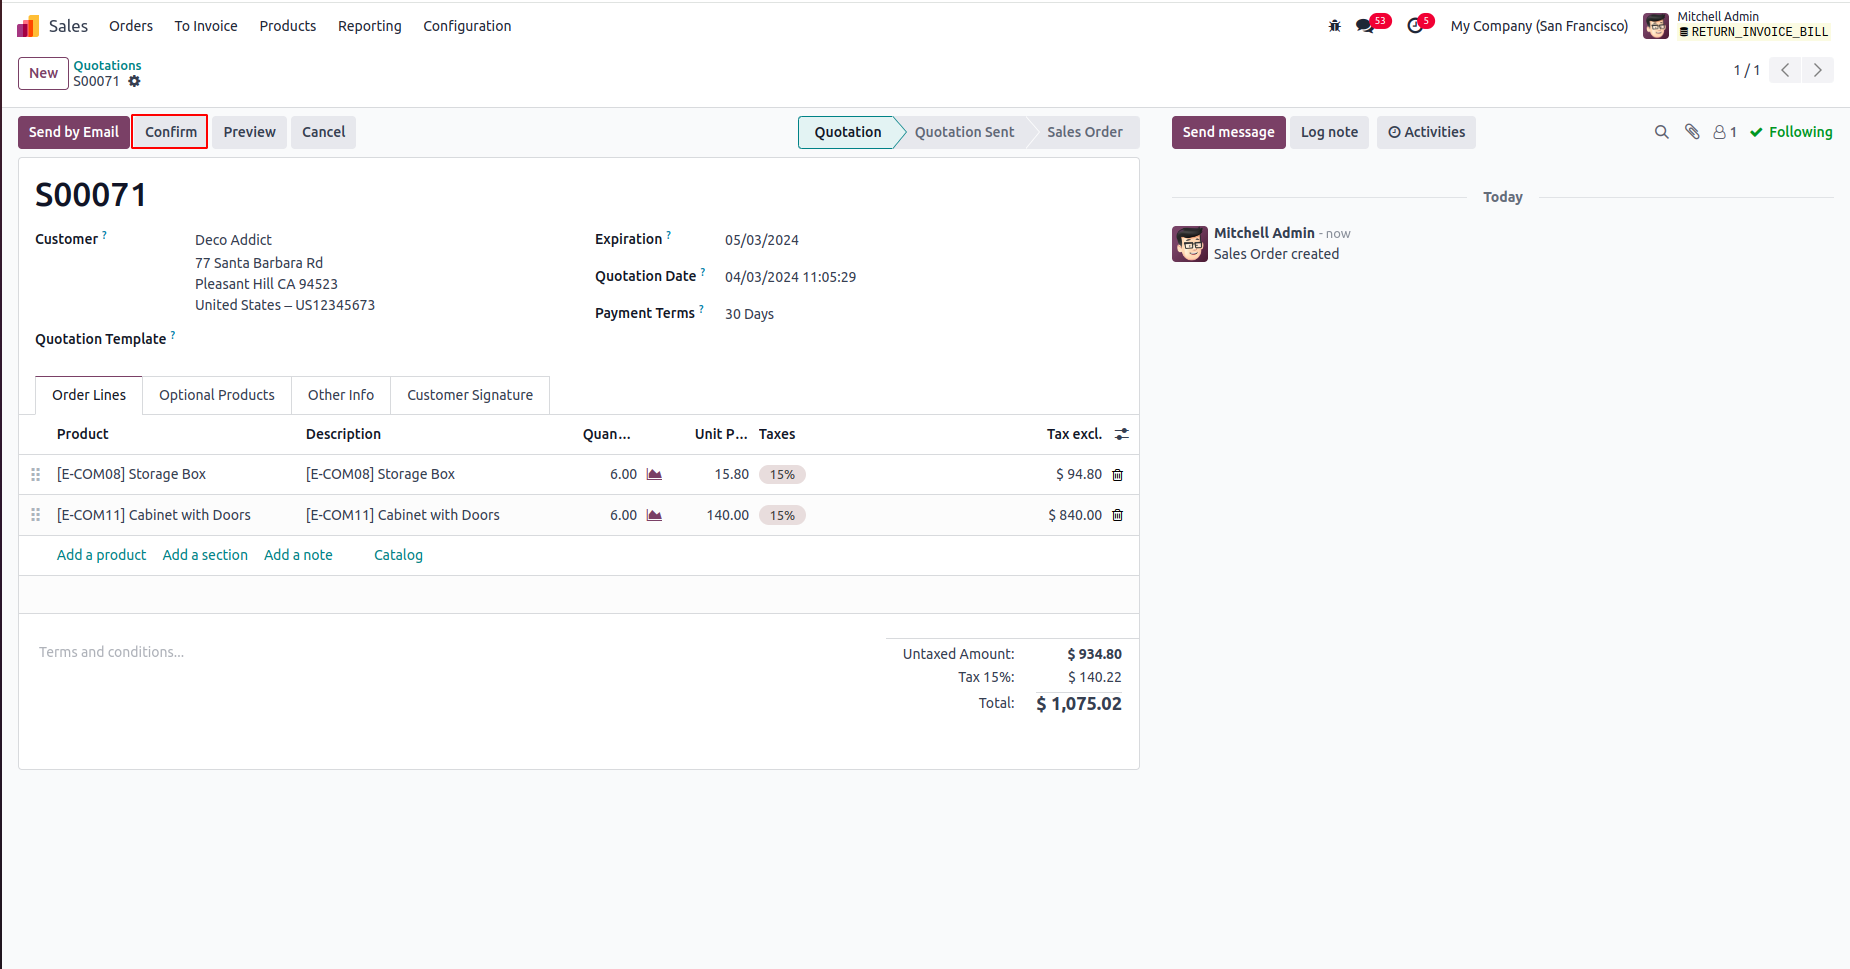 Sales Orders To Invoice Products Reporting Configuration 53 5 My Company (San Francisco) Mitchell Admin
RETURN_INVOICE_BILL
New Quotations
S00071
1 / 1
Send by Email Confirm Preview Cancel Quotation Quotation Sent Sales Order Send message Log note Activities 1 Following
S00071
Today
Customer ? Deco Addict
77 Santa Barbara Rd
Pleasant Hill CA 94523
United States – US12345673
Quotation Template ?
Expiration ? 05/03/2024
Quotation Date ? 04/03/2024 11:05:29
Payment Terms ? 30 Days
Mitchell Admin - now
Sales Order created
Order Lines Optional Products Other Info Customer Signature
Product Description Quan... Unit P... Taxes Tax excl.
[E-COM08] Storage Box [E-COM08] Storage Box 6.00 15.80 15% $ 94.80
[E-COM11] Cabinet with Doors [E-COM11] Cabinet with Doors 6.00 140.00 15% $ 840.00
Add a product Add a section Add a note Catalog
Terms and conditions...
Untaxed Amount: $ 934.80
Tax 15%: $ 140.22
Total: $ 1,075.02